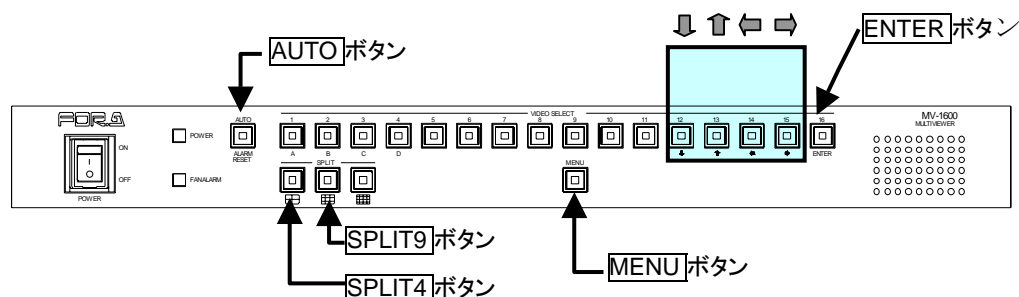 ENTER ボタン
AUTO ボタン
FOR.A
ON
OFF
POWER
POWER
FAN ALARM
AUTO
ALARM RESET
VIDEO SELECT
1 2 3 4 5 6 7 8 9 10 11 12 13 14 15 16
A B C D
ENTER
SPLIT
MENU
MV-1600
MULTIVIEWER
SPLIT9 ボタン
MENU ボタン
SPLIT4 ボタン